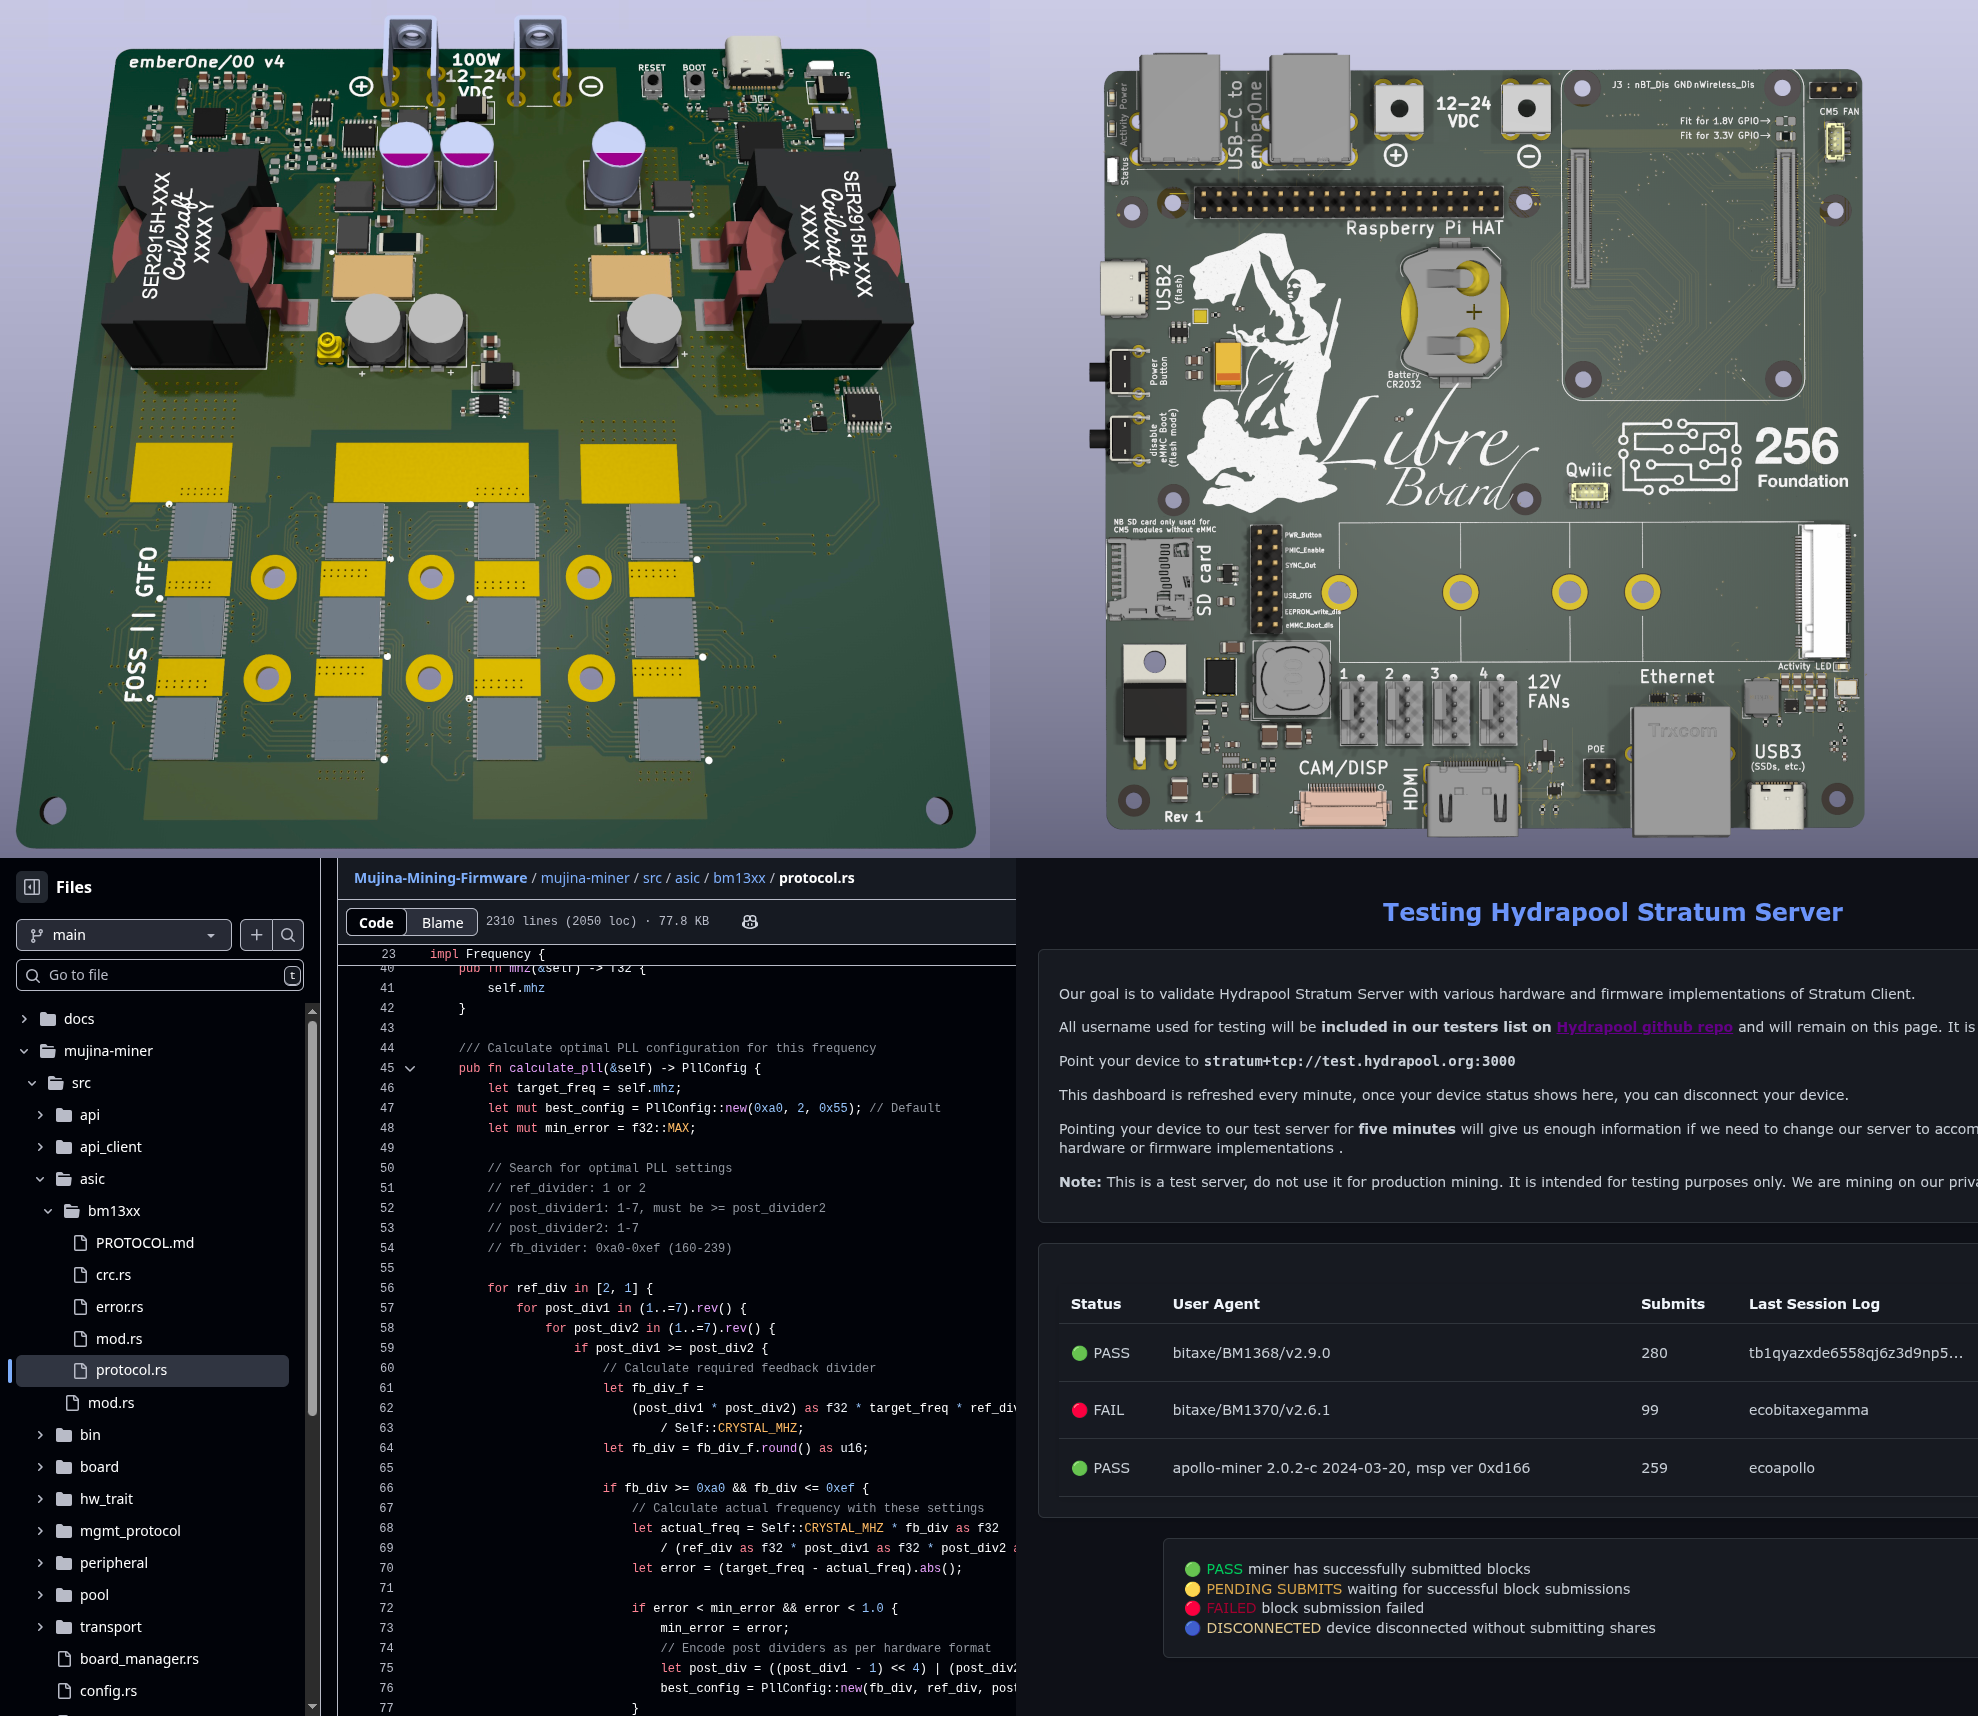 emberOne/00 v4
100W
12-24
VDC
RESET
BOOT
SER2915H-XXX
Coilcraft
XXXX Y
SER2915H-XXX
Coilcraft
XXXX Y
FOSS || GTFO
Activity Power
Status
USB-C to
emberOne
12-24
VDC
J3 : nBT_Dis GND nWireless_Dis
CM5 FAN
Fit for 1.8V GPIO->
Fit for 3.3V GPIO->
Raspberry Pi HAT
USB2
(flash)
Power
Button
disable
eMMC Boot
(flash mode)
Battery
CR2032
Libre
Board
256
Foundation
Qwiic
NB SD card only used for
CM5 modules without eMMC
SD card
PWR_Button
PMIC_Enable
SYNC_Out
USB_OTG
EEPROM_write_dis
eMMC_Boot_dis
100
1 2 3 4
12V
FANs
Activity LED
Ethernet
Trxcom
POE
USB3
(SSDs, etc.)
CAM/DISP
HDMI
Rev 1
Files
main
Go to file
t
docs
mujina-miner
src
api
api_client
asic
bm13xx
PROTOCOL.md
crc.rs
error.rs
mod.rs
protocol.rs
mod.rs
bin
board
hw_trait
mgmt_protocol
peripheral
pool
transport
board_manager.rs
config.rs
Mujina-Mining-Firmware / mujina-miner / src / asic / bm13xx / protocol.rs
Code Blame 2310 lines (2050 loc) · 77.8 KB
23 impl Frequency {
40 pub fn mhz(&self) -> f32 {
41 self.mhz
42 }
43
44 /// Calculate optimal PLL configuration for this frequency
45 pub fn calculate_pll(&self) -> PllConfig {
46 let target_freq = self.mhz;
47 let mut best_config = PllConfig::new(0xa0, 2, 0x55); // Default
48 let mut min_error = f32::MAX;
49
50 // Search for optimal PLL settings
51 // ref_divider: 1 or 2
52 // post_divider1: 1-7, must be >= post_divider2
53 // post_divider2: 1-7
54 // fb_divider: 0xa0-0xef (160-239)
55
56 for ref_div in [2, 1] {
57 for post_div1 in (1..=7).rev() {
58 for post_div2 in (1..=7).rev() {
59 if post_div1 >= post_div2 {
60 // Calculate required feedback divider
61 let fb_div_f =
62 (post_div1 * post_div2) as f32 * target_freq * ref_div
63 / Self::CRYSTAL_MHZ;
64 let fb_div = fb_div_f.round() as u16;
65
66 if fb_div >= 0xa0 && fb_div <= 0xef {
67 // Calculate actual frequency with these settings
68 let actual_freq = Self::CRYSTAL_MHZ * fb_div as f32
69 / (ref_div as f32 * post_div1 as f32 * post_div2 a
70 let error = (target_freq - actual_freq).abs();
71
72 if error < min_error && error < 1.0 {
73 min_error = error;
74 // Encode post dividers as per hardware format
75 let post_div = ((post_div1 - 1) << 4) | (post_div2
76 best_config = PllConfig::new(fb_div, ref_div, post
77 }
Testing Hydrapool Stratum Server
Our goal is to validate Hydrapool Stratum Server with various hardware and firmware implementations of Stratum Client.
All username used for testing will be included in our testers list on Hydrapool github repo and will remain on this page. It is
Point your device to stratum+tcp://test.hydrapool.org:3000
This dashboard is refreshed every minute, once your device status shows here, you can disconnect your device.
Pointing your device to our test server for five minutes will give us enough information if we need to change our server to accom
hardware or firmware implementations .
Note: This is a test server, do not use it for production mining. It is intended for testing purposes only. We are mining on our priva
Status User Agent Submits Last Session Log
PASS bitaxe/BM1368/v2.9.0 280 tb1qyazxde6558qj6z3d9np5...
FAIL bitaxe/BM1370/v2.6.1 99 ecobitaxegamma
PASS apollo-miner 2.0.2-c 2024-03-20, msp ver 0xd166 259 ecoapollo
PASS miner has successfully submitted blocks
PENDING SUBMITS waiting for successful block submissions
FAILED block submission failed
DISCONNECTED device disconnected without submitting shares